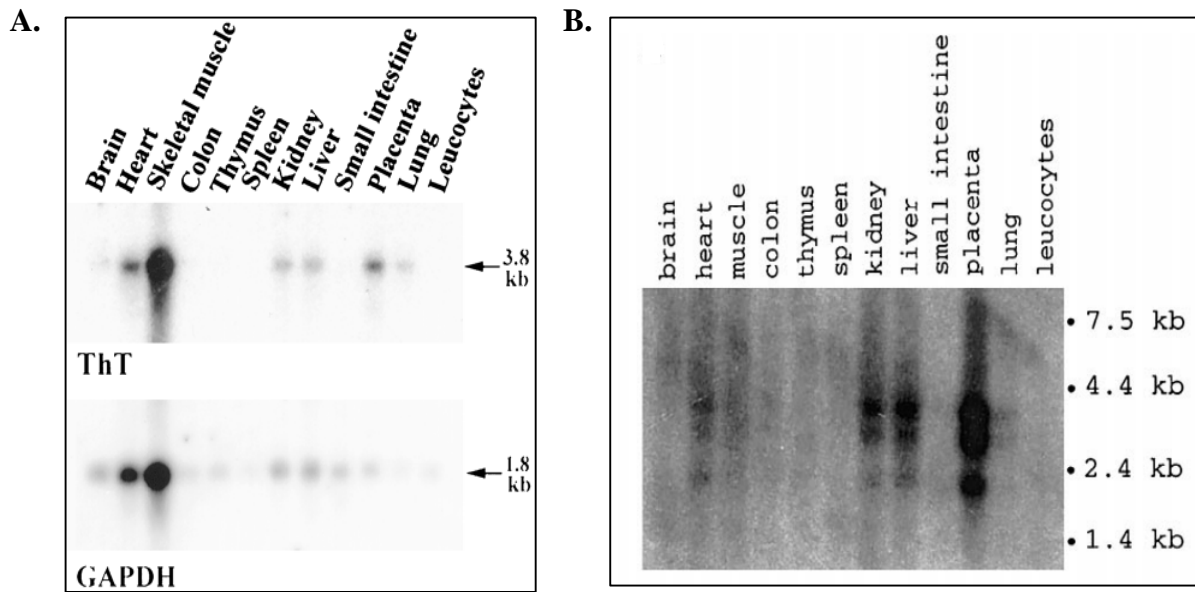 A.
Brain
Heart
Skeletal muscle
Colon
Thymus
Spleen
Kidney
Liver
Small intestine
Placenta
Lung
Leucocytes
3.8
kb
ThT
1.8
kb
GAPDH
B.
brain
heart
muscle
colon
thymus
spleen
kidney
liver
small intestine
placenta
lung
leucocytes
7.5 kb
4.4 kb
2.4 kb
1.4 kb